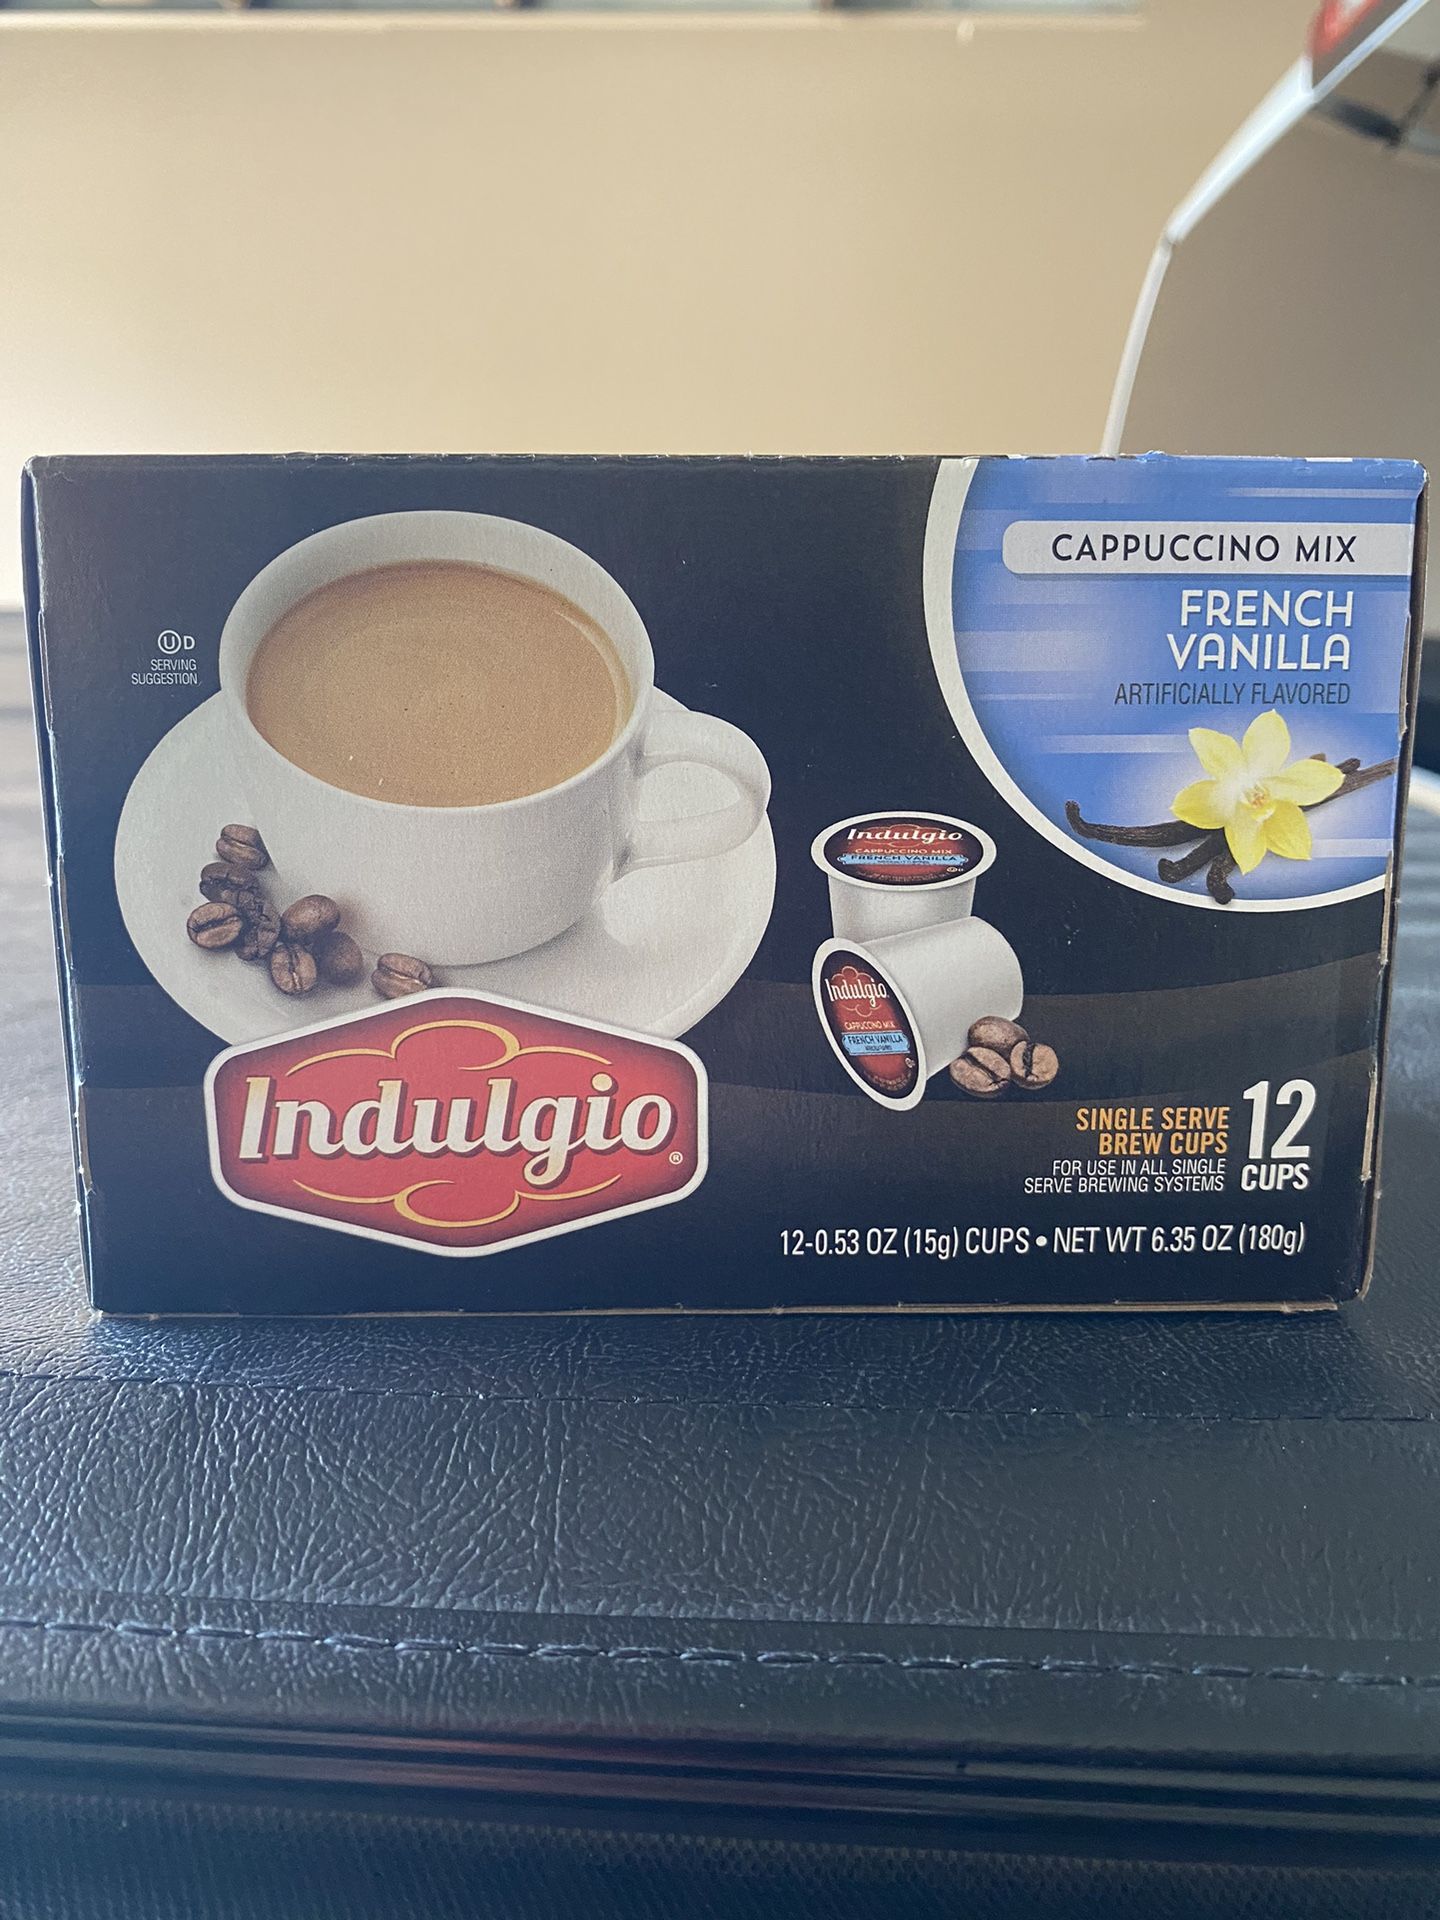 CAPPUCCINO MIX
FRENCH
VANILLA
ARTIFICIALLY FLAVORED
ⓊD
SERVING
SUGGESTION
Indulgio
CAPPUCCINO MIX
FRENCH VANILLA
Indulgio
CAPPUCCINO MIX
FRENCH VANILLA
Indulgio®
SINGLE SERVE
BREW CUPS
FOR USE IN ALL SINGLE
SERVE BREWING SYSTEMS
12
CUPS
12-0.53 OZ (15g) CUPS • NET WT 6.35 OZ (180g)